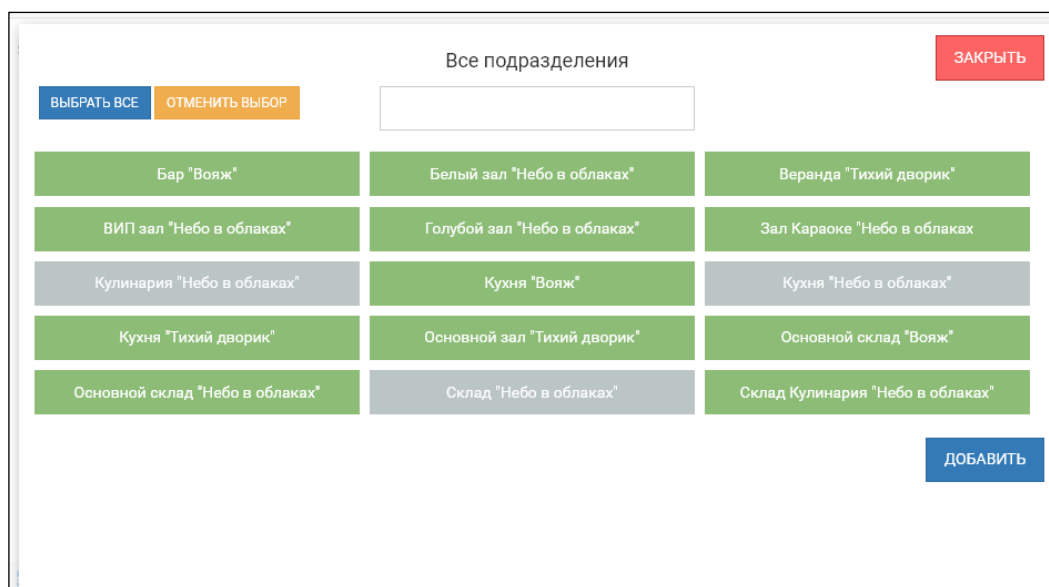 Все подразделения
ЗАКРЫТЬ
ВЫБРАТЬ ВСЕ
ОТМЕНИТЬ ВЫБОР
Бар "Вояж"
Белый зал "Небо в облаках"
Веранда "Тихий дворик"
ВИП зал "Небо в облаках"
Голубой зал "Небо в облаках"
Зал Караоке "Небо в облаках
Кулинария "Небо в облаках"
Кухня "Вояж"
Кухня "Небо в облаках"
Кухня "Тихий дворик"
Основной зал "Тихий дворик"
Основной склад "Вояж"
Основной склад "Небо в облаках"
Склад "Небо в облаках"
Склад Кулинария "Небо в облаках"
ДОБАВИТЬ